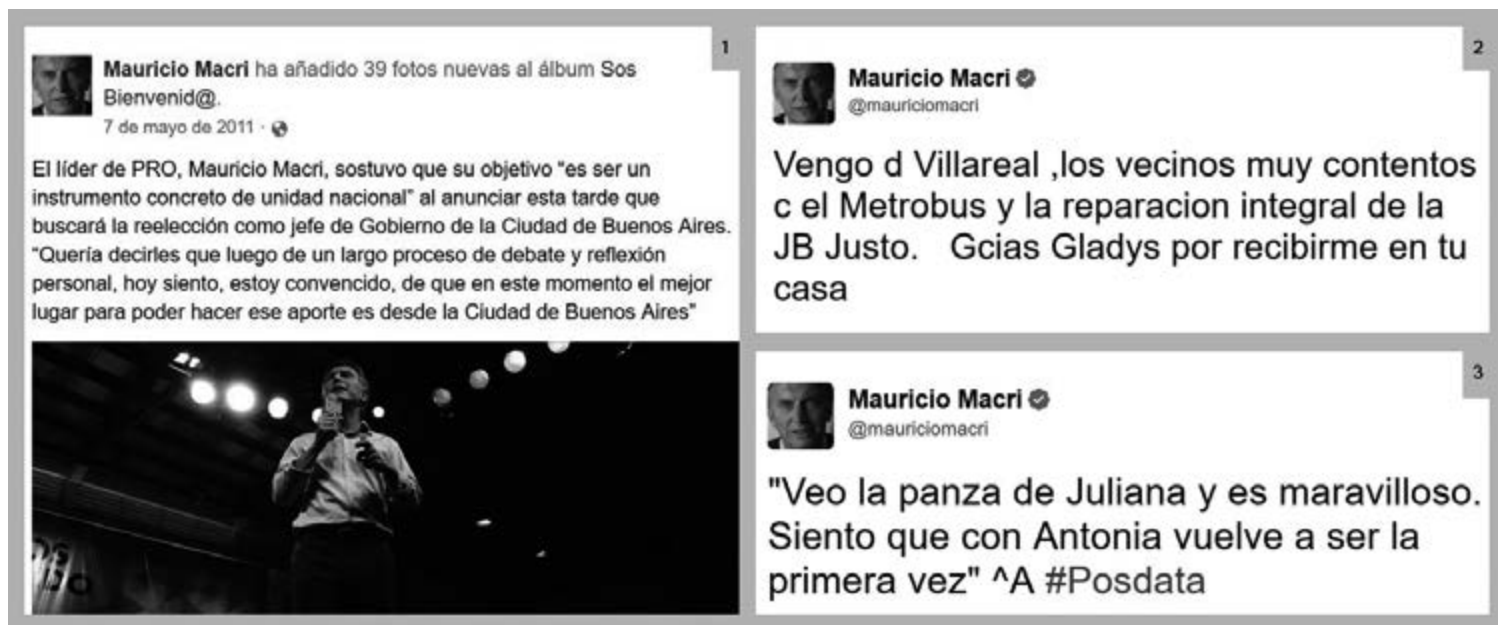 1
Mauricio Macri ha añadido 39 fotos nuevas al álbum Sos
Bienvenid@.
7 de mayo de 2011 ·
El líder de PRO, Mauricio Macri, sostuvo que su objetivo "es ser un
instrumento concreto de unidad nacional" al anunciar esta tarde que
buscará la reelección como jefe de Gobierno de la Ciudad de Buenos Aires.
"Quería decirles que luego de un largo proceso de debate y reflexión
personal, hoy siento, estoy convencido, de que en este momento el mejor
lugar para poder hacer ese aporte es desde la Ciudad de Buenos Aires"
2
Mauricio Macri
@mauriciomacri
Vengo d Villareal ,los vecinos muy contentos
c el Metrobus y la reparacion integral de la
JB Justo. Gcias Gladys por recibirme en tu
casa
3
Mauricio Macri
@mauriciomacri
"Veo la panza de Juliana y es maravilloso.
Siento que con Antonia vuelve a ser la
primera vez" ^A #Posdata